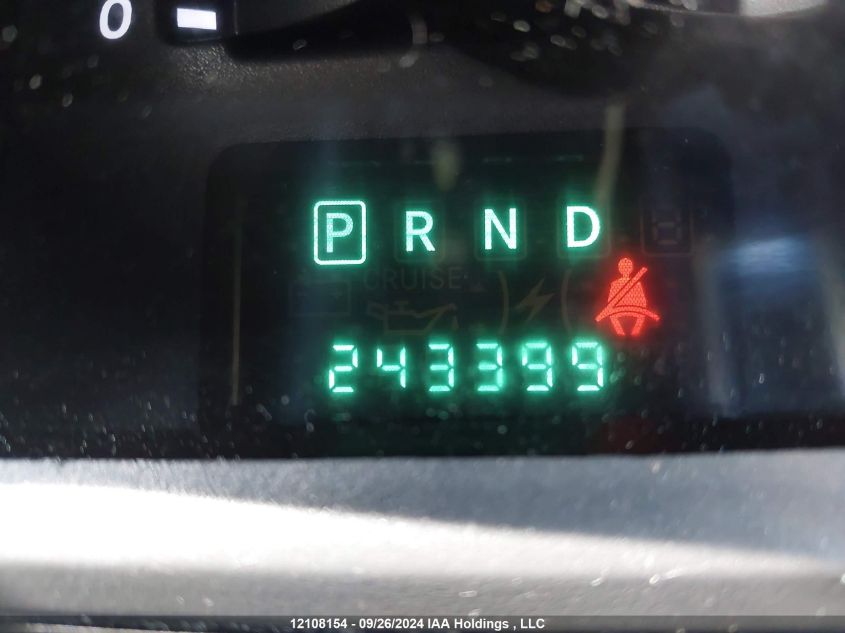 0
P R N D
CRUISE
243399
12108154 - 09/26/2024 IAA Holdings , LLC